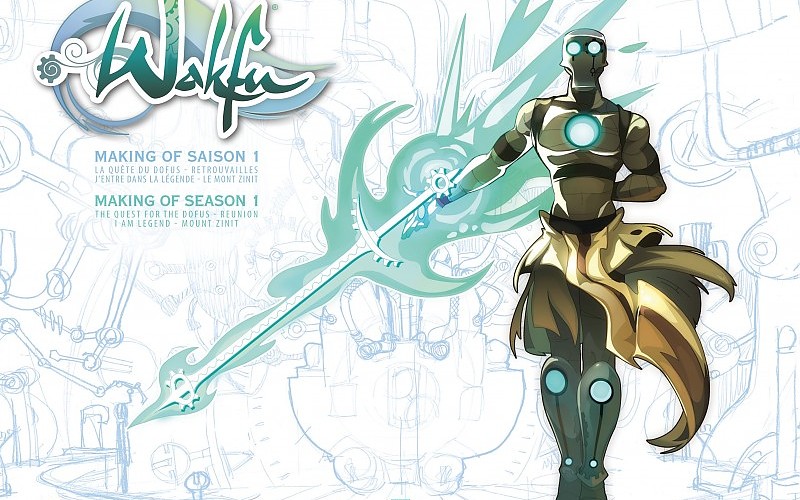 Wakfu
MAKING OF SAISON 1
LA QUÊTE DU DOFUS - RETROUVAILLES
J'ENTRE DANS LA LÉGENDE - LE MONT ZINIT
MAKING OF SEASON 1
THE QUEST FOR THE DOFUS - REUNION
I AM LEGEND - MOUNT ZINIT